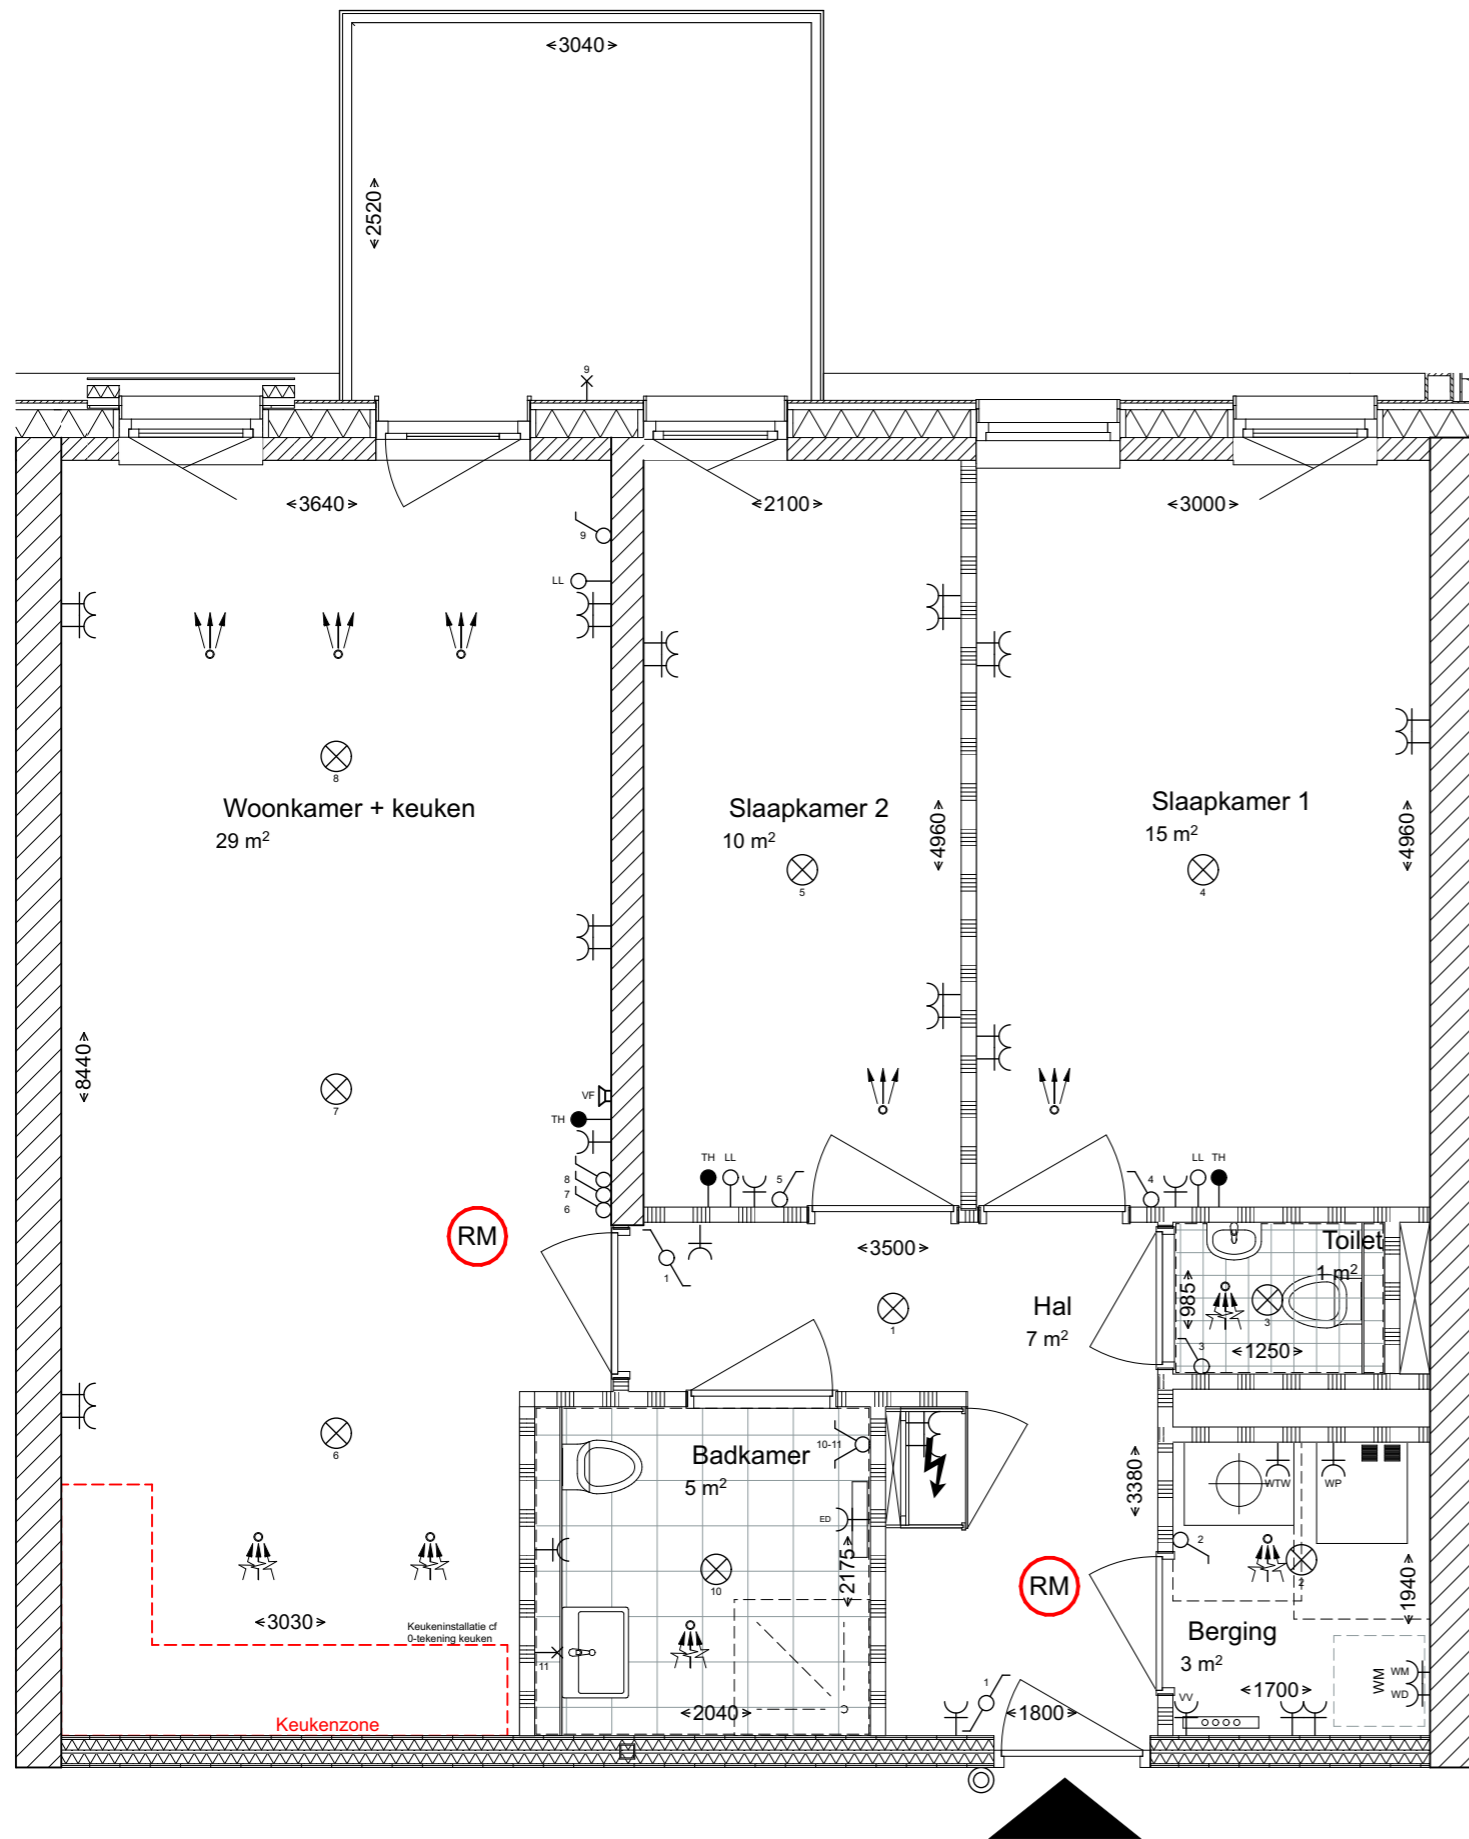 3040
2520
9
3640
2100
3000
9
LL
8
Woonkamer + keuken
29 m²
Slaapkamer 2
10 m²
5
4960
Slaapkamer 1
15 m²
4
4960
8440
7
VF
TH
8
7
6
TH LL
5
4
LL TH
RM
1
3500
1
Hal
7 m²
Toilet
1 m²
985
3
1250
3
6
Badkamer
5 m²
10-11
ED
2175
10
11
2040
3380
WTW
WP
2
2
1940
RM
Berging
3 m²
1700
VV
WM
WM
WD
3030
Keukeninstallatie cf
0-tekening keuken
Keukenzone
1
1800